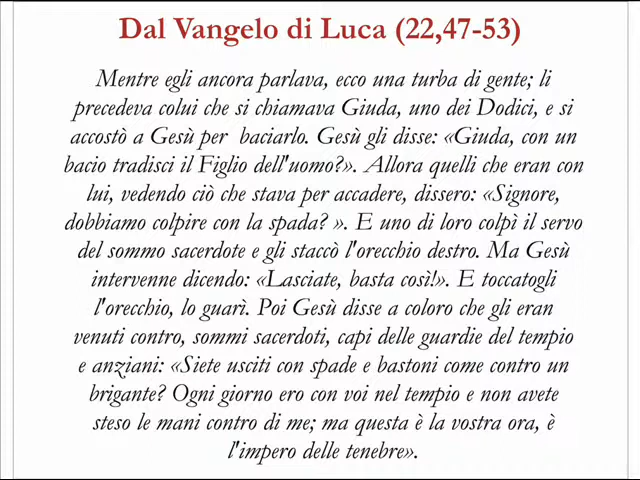 Dal Vangelo di Luca (22,47-53)
Mentre egli ancora parlava, ecco una turba di gente; li
precedeva colui che si chiamava Giuda, uno dei Dodici, e si
accostò a Gesù per  baciarlo. Gesù gli disse: «Giuda, con un
bacio tradisci il Figlio dell'uomo?». Allora quelli che eran con
lui, vedendo ciò che stava per accadere, dissero: «Signore,
dobbiamo colpire con la spada? ». E uno di loro colpì il servo
del sommo sacerdote e gli staccò l'orecchio destro. Ma Gesù
intervenne dicendo: «Lasciate, basta così!». E toccatogli
l'orecchio, lo guarì. Poi Gesù disse a coloro che gli eran
venuti contro, sommi sacerdoti, capi delle guardie del tempio
e anziani: «Siete usciti con spade e bastoni come contro un
brigante? Ogni giorno ero con voi nel tempio e non avete
steso le mani contro di me; ma questa è la vostra ora, è
l'impero delle tenebre».